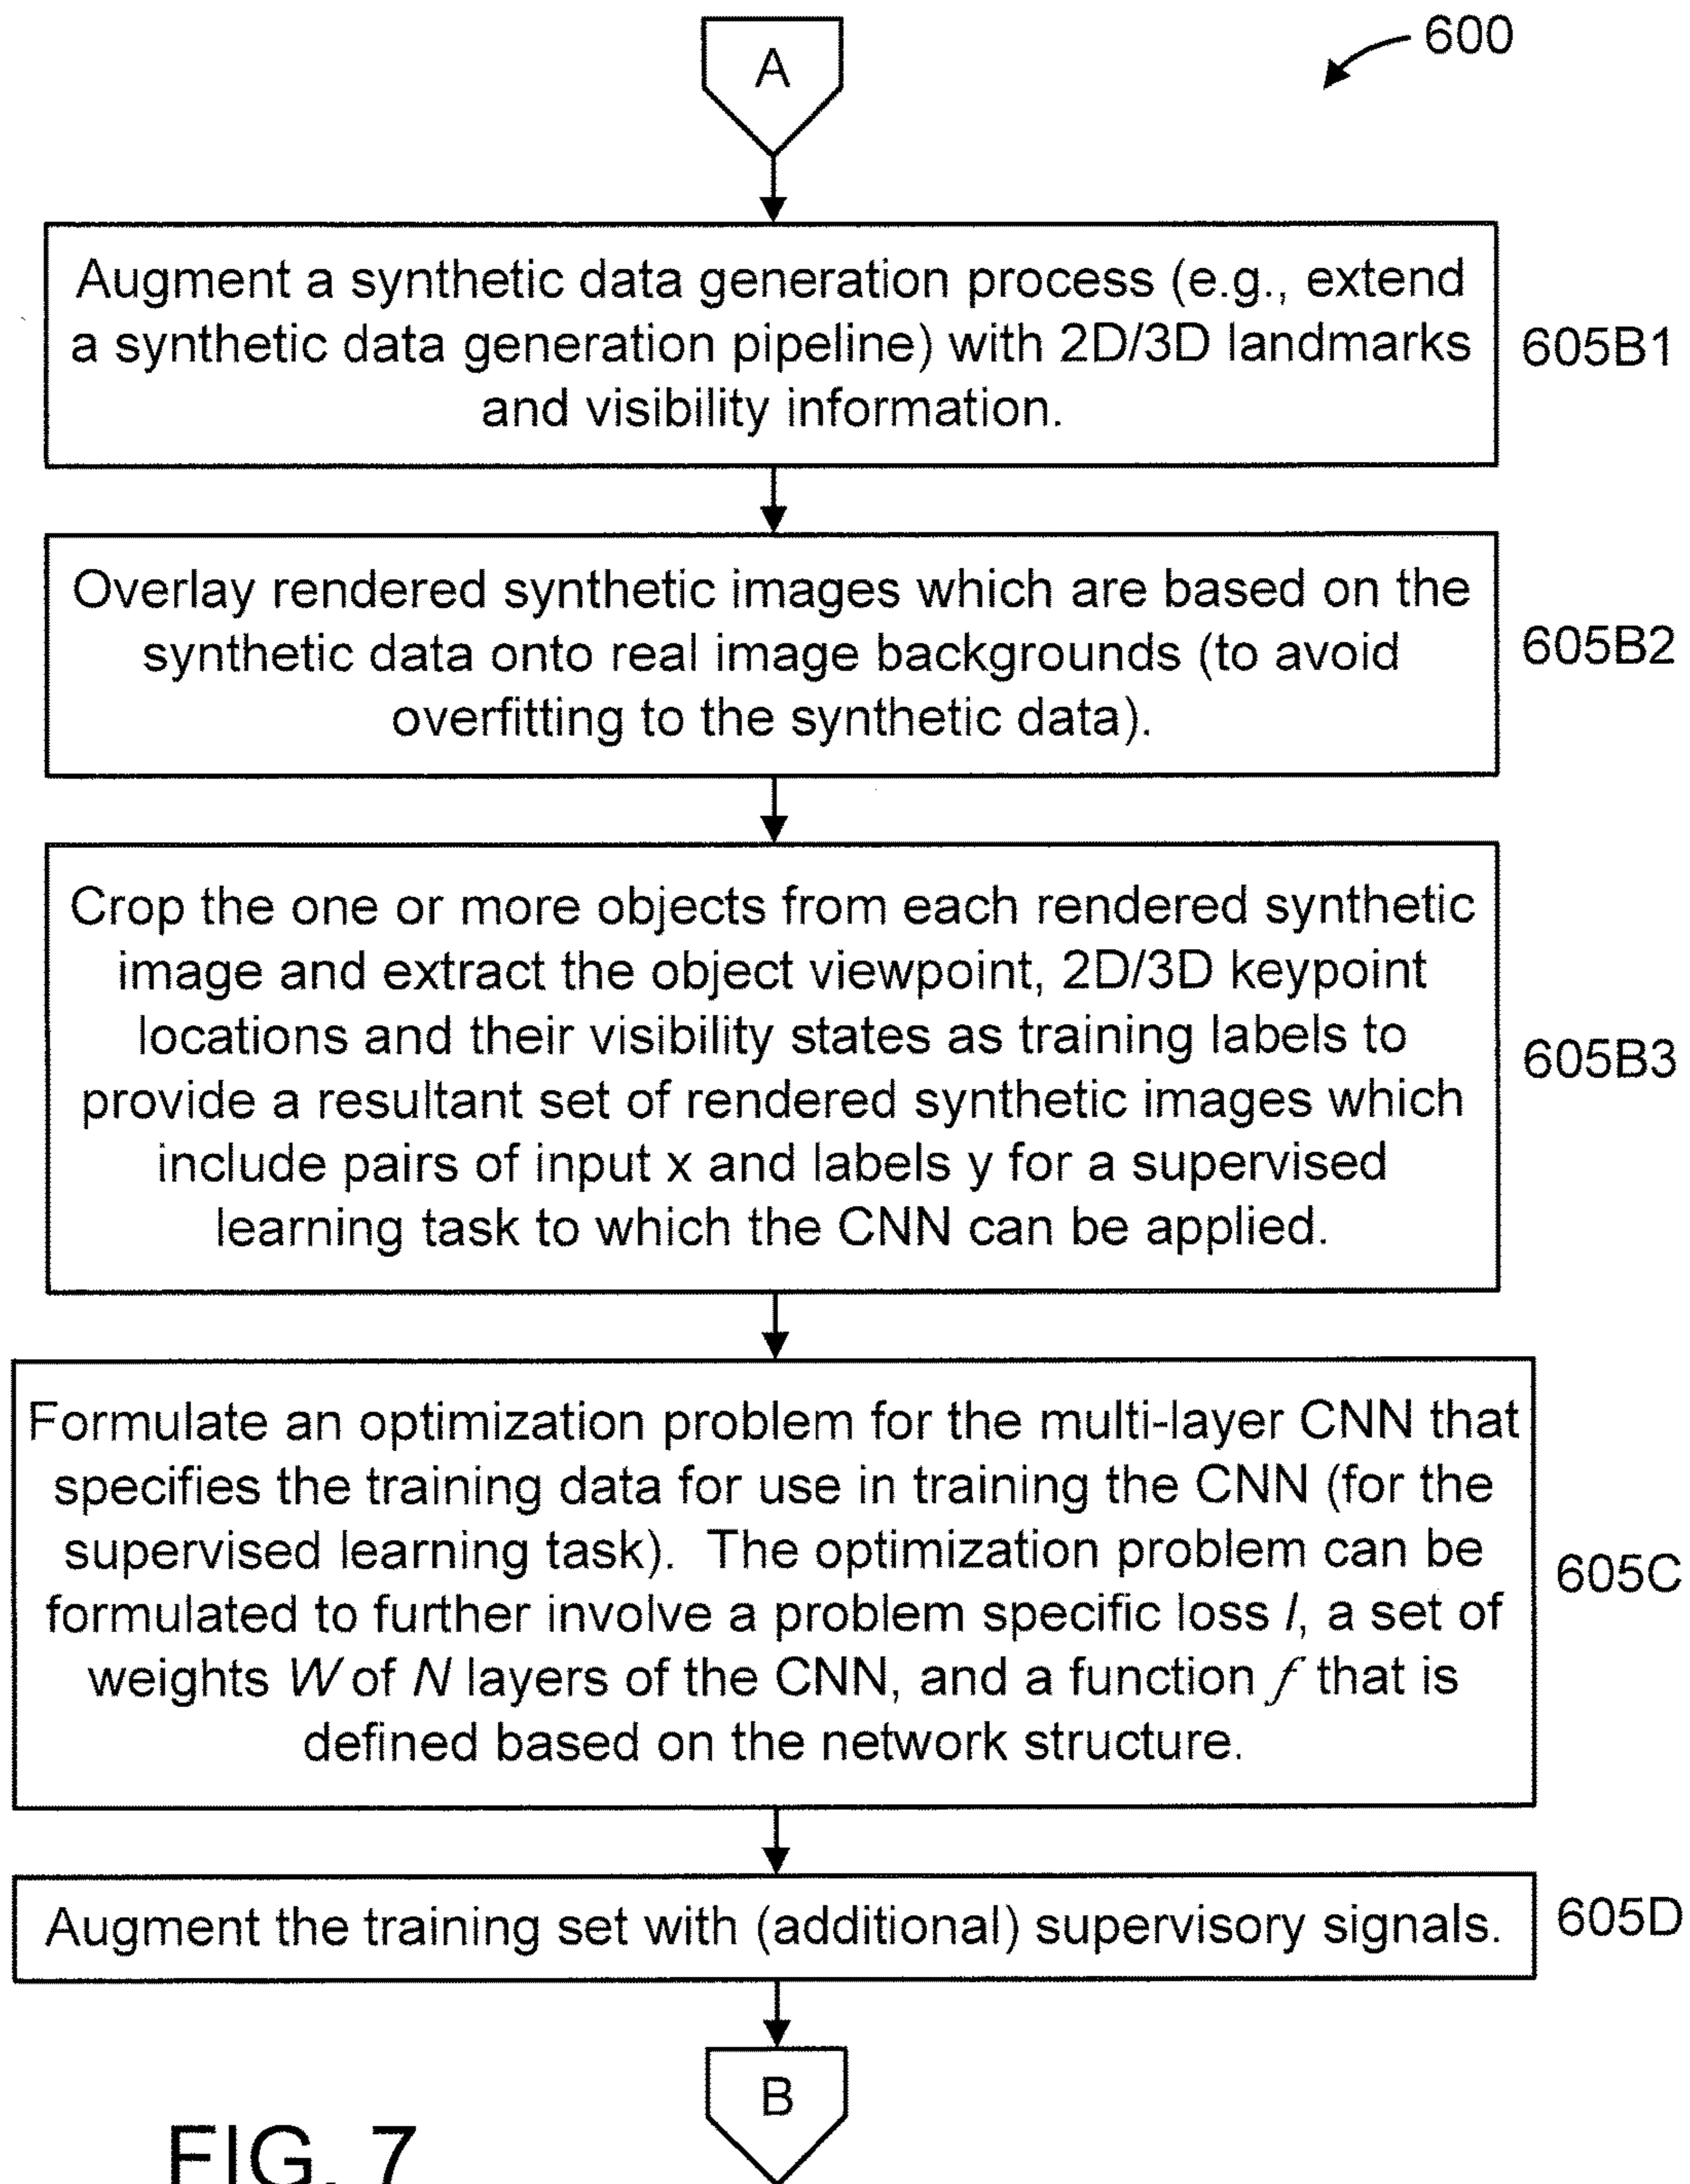 A
600
Augment a synthetic data generation process (e.g., extend
a synthetic data generation pipeline) with 2D/3D landmarks
and visibility information.
605B1
Overlay rendered synthetic images which are based on the
synthetic data onto real image backgrounds (to avoid
overfitting to the synthetic data).
605B2
Crop the one or more objects from each rendered synthetic
image and extract the object viewpoint, 2D/3D keypoint
locations and their visibility states as training labels to
provide a resultant set of rendered synthetic images which
include pairs of input x and labels y for a supervised
learning task to which the CNN can be applied.
605B3
Formulate an optimization problem for the multi-layer CNN that
specifies the training data for use in training the CNN (for the
supervised learning task).  The optimization problem can be
formulated to further involve a problem specific loss l, a set of
weights W of N layers of the CNN, and a function f that is
defined based on the network structure.
605C
Augment the training set with (additional) supervisory signals.
605D
B
FIG. 7